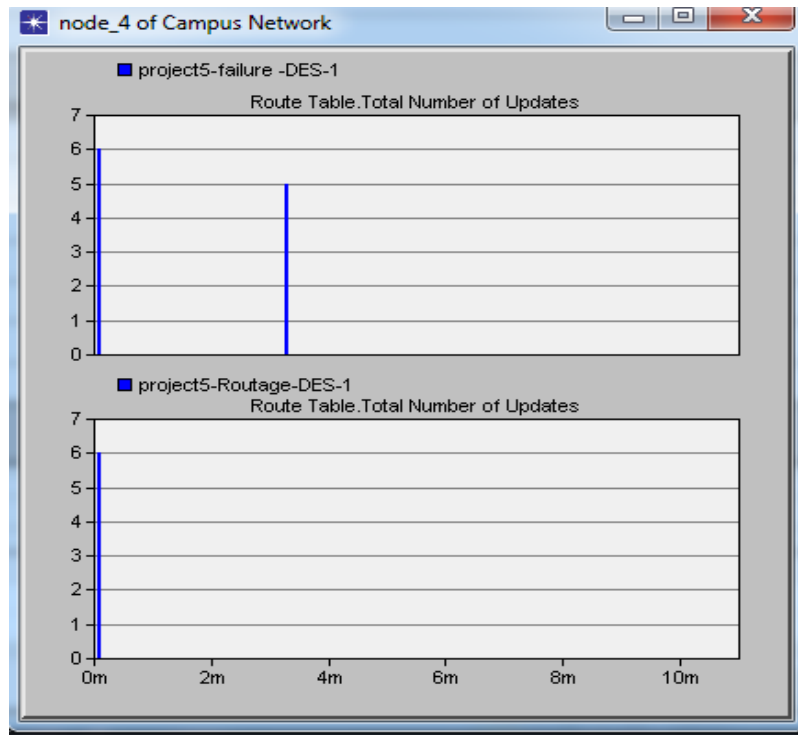 node_4 of Campus Network
project5-failure -DES-1
Route Table.Total Number of Updates
7
6
5
4
3
2
1
0
project5-Routage-DES-1
Route Table.Total Number of Updates
7
6
5
4
3
2
1
0
0m 2m 4m 6m 8m 10m